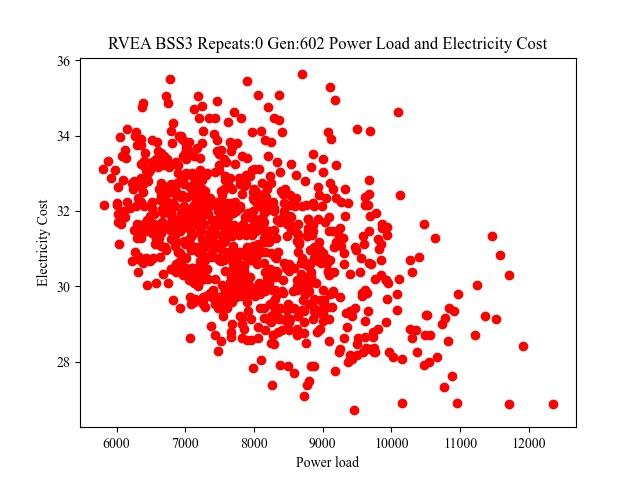 RVEA BSS3 Repeats:0 Gen:602 Power Load and Electricity Cost
36
34
32
30
28
Electricity Cost
6000 7000 8000 9000 10000 11000 12000
Power load